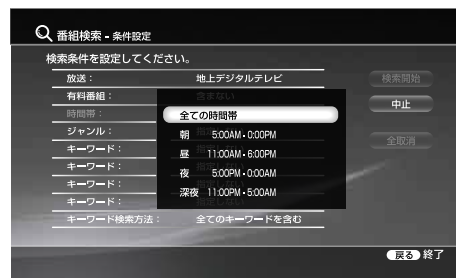 番組検索 - 条件設定
検索条件を設定してください。
放送： 地上デジタルテレビ
検索開始
有料番組： 含まない
中止
時間帯：
全ての時間帯
ジャンル：
朝 5:00AM - 0:00PM
全取消
キーワード：
昼 11:00AM - 6:00PM
キーワード：
夜 5:00PM - 0:00AM
キーワード：
深夜 11:00PM - 5:00AM
キーワード：
キーワード検索方法： 全てのキーワードを含む
戻る 終了